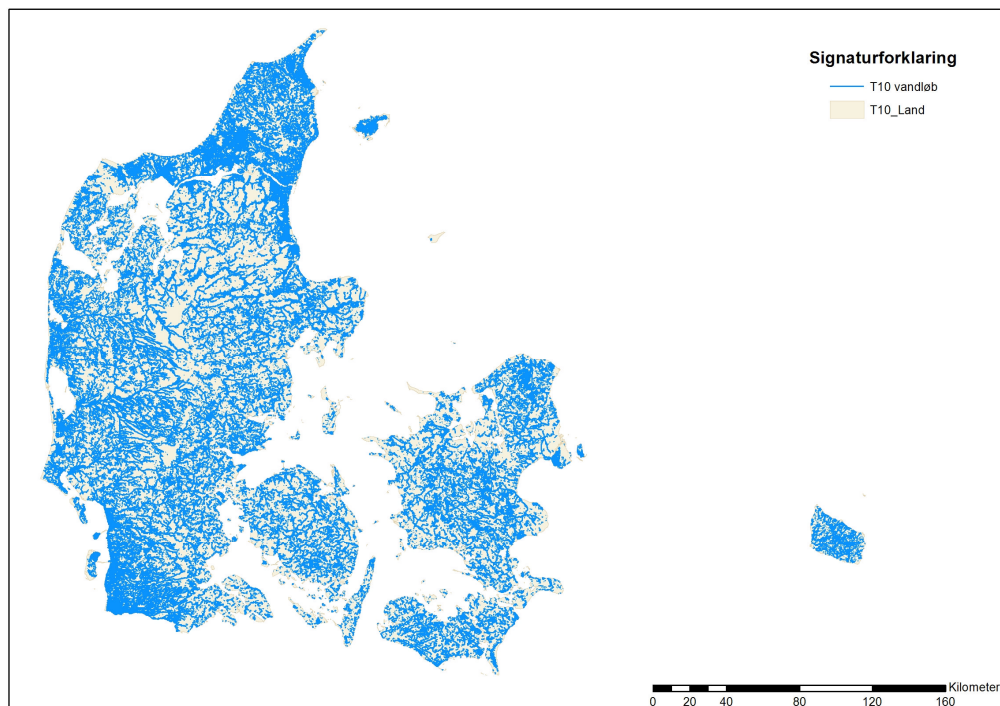 Signaturforklaring
T10 vandløb
T10_Land
Kilometer
0 20 40 80 120 160